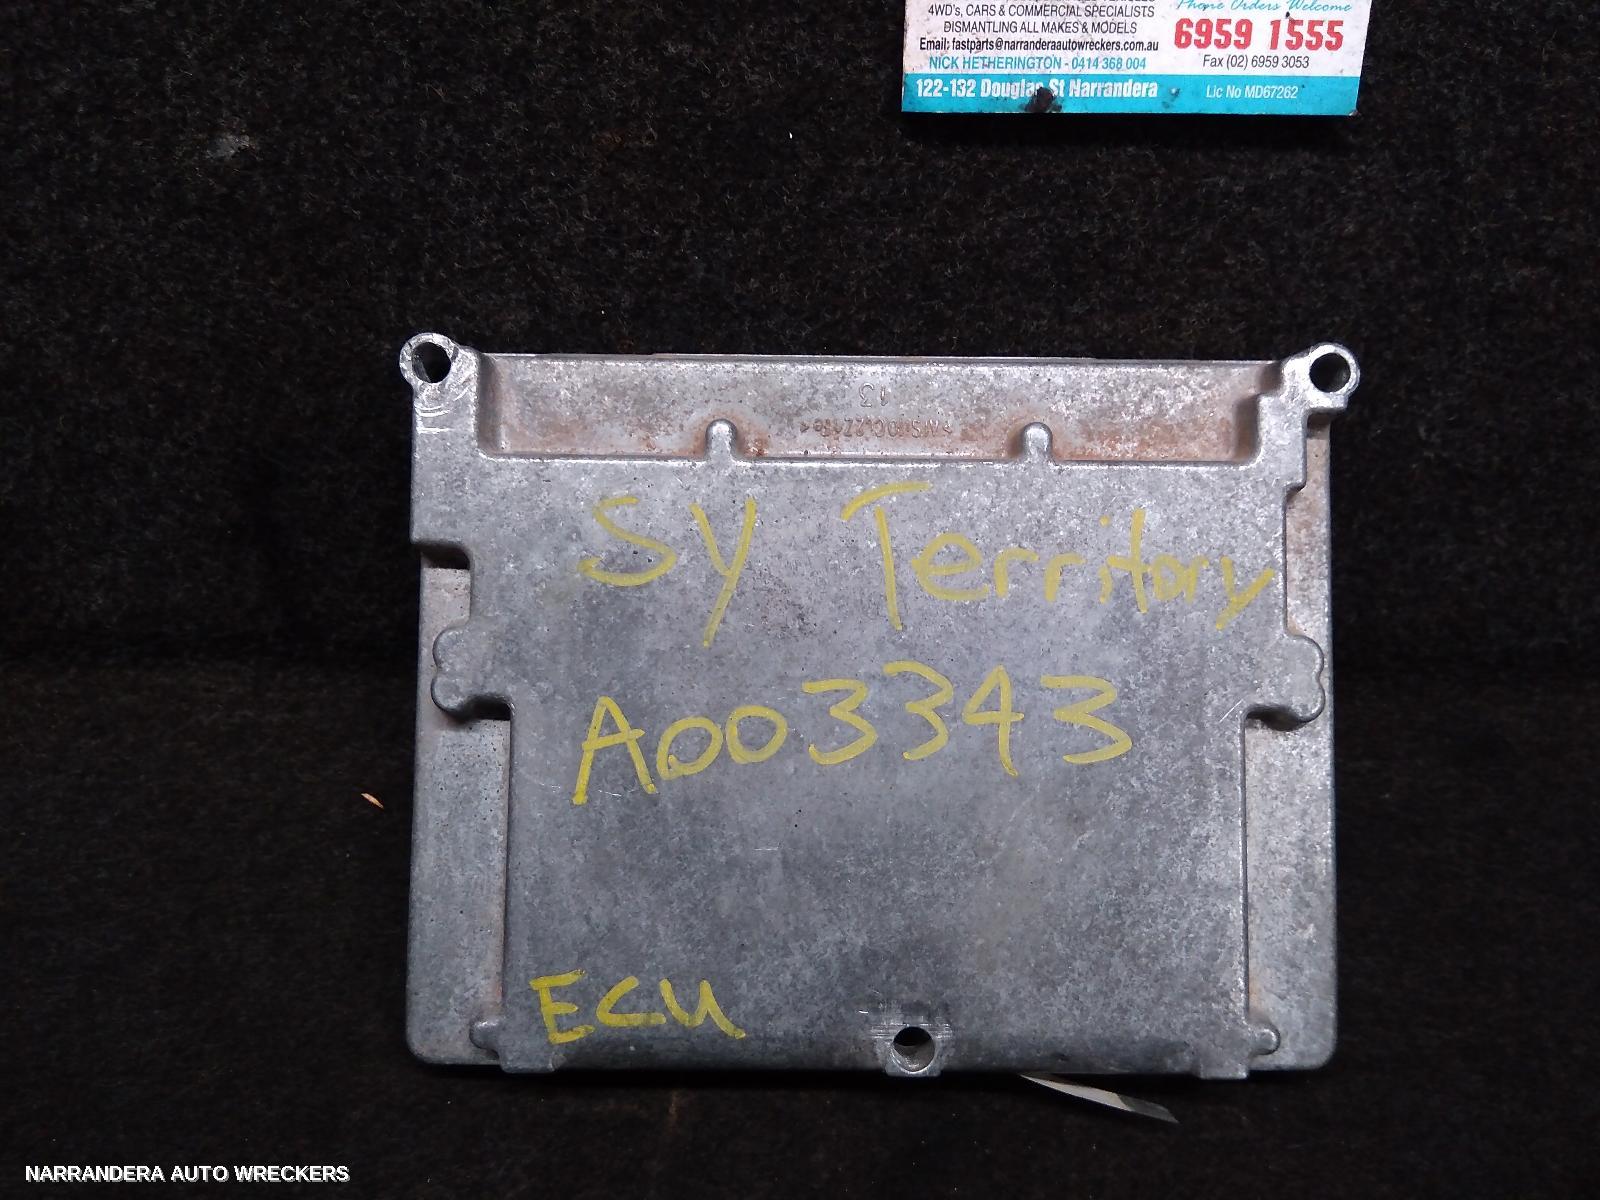 4WD's, CARS & COMMERCIAL SPECIALISTS
DISMANTLING ALL MAKES & MODELS
Email: fastparts@narranderaautowreckers.com.au
NICK HETHERINGTON - 0414 368 004
122-132 Douglas St Narrandera
Phone Orders Welcome
6959 1555
Fax (02) 6959 3053
Lic No MD67262
13
SY Territory
A003343
ECU
NARRANDERA AUTO WRECKERS